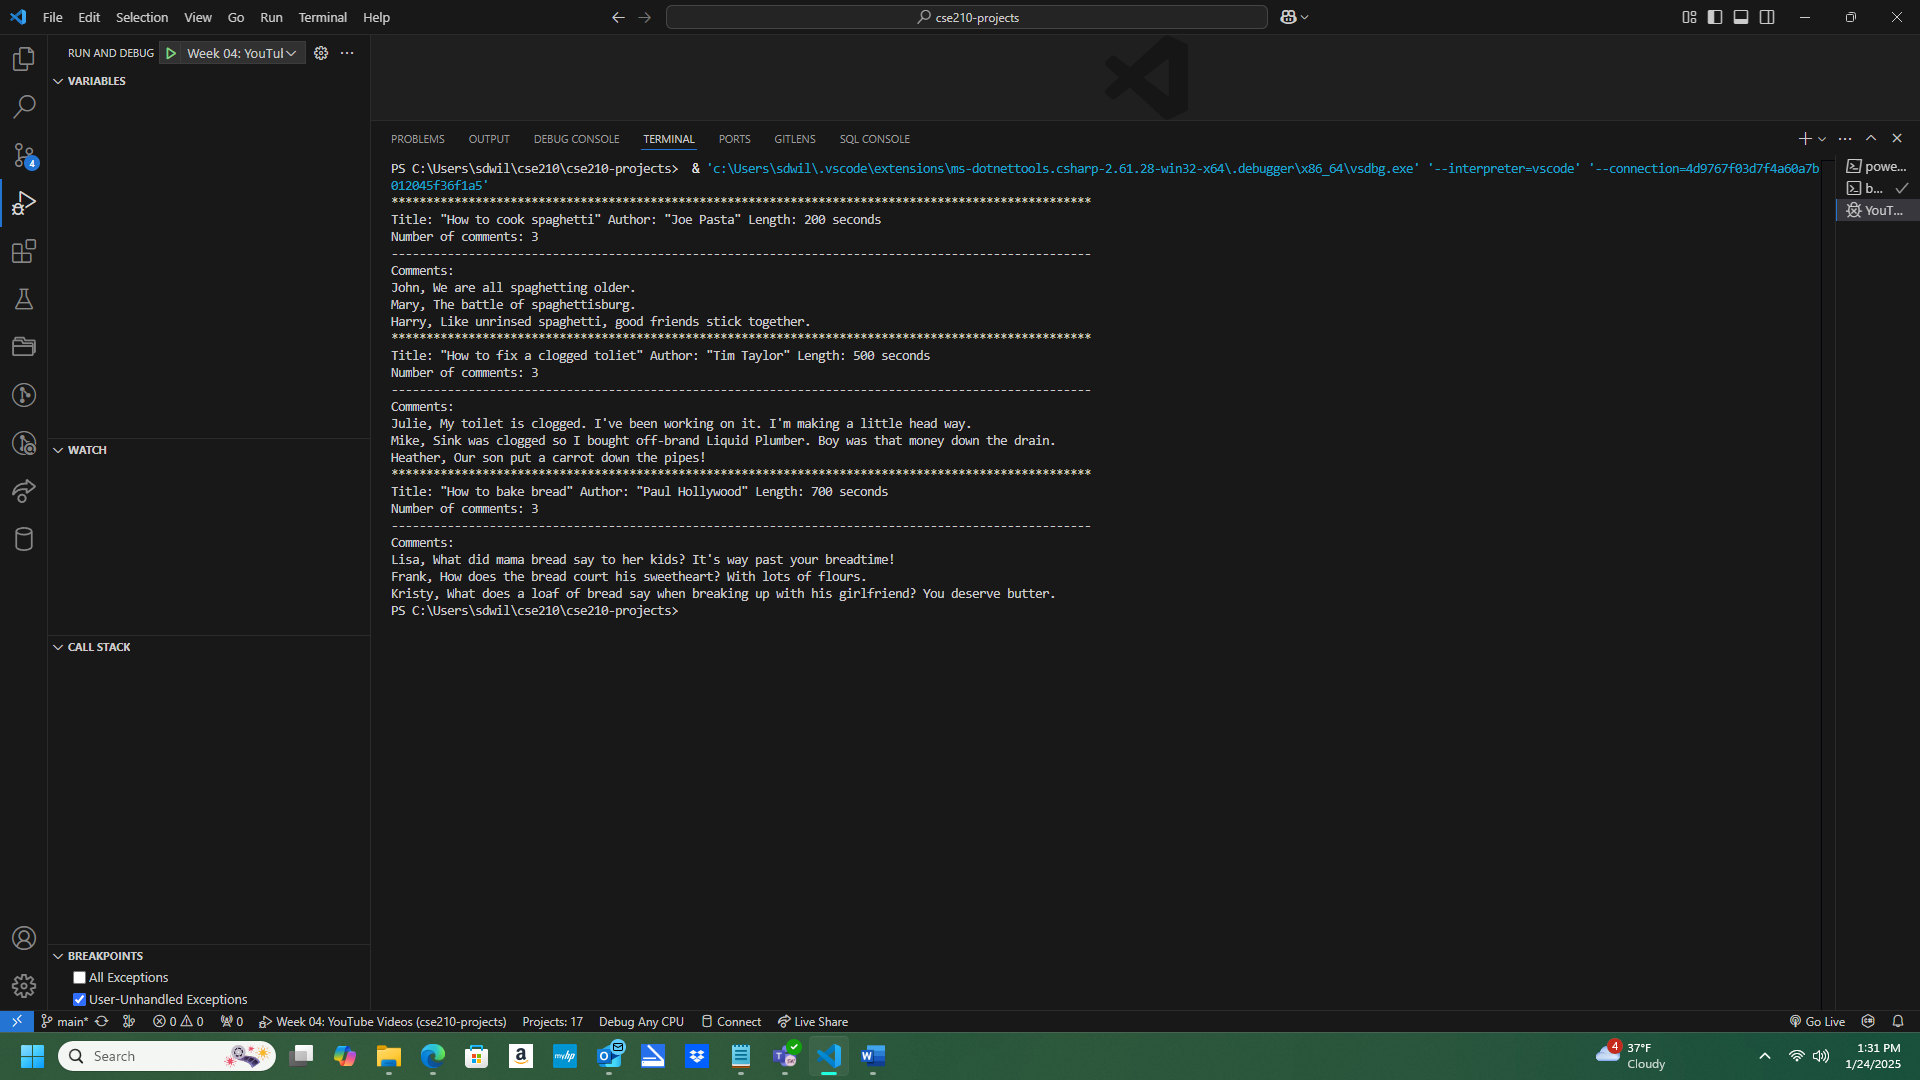 File Edit Selection View Go Run Terminal Help
cse210-projects
RUN AND DEBUG Week 04: YouTul
VARIABLES
WATCH
CALL STACK
BREAKPOINTS
All Exceptions
User-Unhandled Exceptions
4
PROBLEMS OUTPUT DEBUG CONSOLE TERMINAL PORTS GITLENS SQL CONSOLE
PS C:\Users\sdwil\cse210\cse210-projects> & 'c:\Users\sdwil\.vscode\extensions\ms-dotnettools.csharp-2.61.28-win32-x64\.debugger\x86_64\vsdbg.exe' '--interpreter=vscode' '--connection=4d9767f03d7f4a60a7b
012045f36f1a5'
****************************************************************************************************
Title: "How to cook spaghetti" Author: "Joe Pasta" Length: 200 seconds
Number of comments: 3
----------------------------------------------------------------------------------------------------
Comments:
John, We are all spaghetting older.
Mary, The battle of spaghettisburg.
Harry, Like unrinsed spaghetti, good friends stick together.
****************************************************************************************************
Title: "How to fix a clogged toliet" Author: "Tim Taylor" Length: 500 seconds
Number of comments: 3
----------------------------------------------------------------------------------------------------
Comments:
Julie, My toilet is clogged. I've been working on it. I'm making a little head way.
Mike, Sink was clogged so I bought off-brand Liquid Plumber. Boy was that money down the drain.
Heather, Our son put a carrot down the pipes!
****************************************************************************************************
Title: "How to bake bread" Author: "Paul Hollywood" Length: 700 seconds
Number of comments: 3
----------------------------------------------------------------------------------------------------
Comments:
Lisa, What did mama bread say to her kids? It's way past your breadtime!
Frank, How does the bread court his sweetheart? With lots of flours.
Kristy, What does a loaf of bread say when breaking up with his girlfriend? You deserve butter.
PS C:\Users\sdwil\cse210\cse210-projects>
powe...
b...
YouT...
main* 0 0 0 Week 04: YouTube Videos (cse210-projects) Projects: 17 Debug Any CPU Connect Live Share Go Live
Search
a
myhp
4
37°F
Cloudy
1:31 PM
1/24/2025